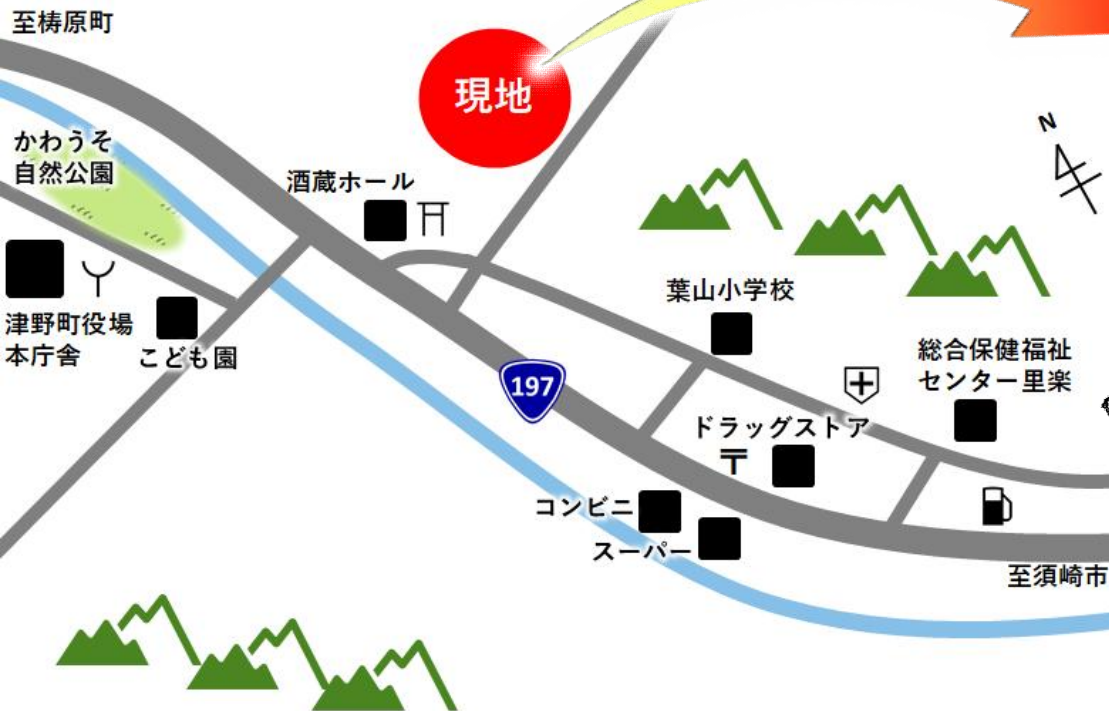 至梼原町
現地
N
かわうそ
自然公園
酒蔵ホール
葉山小学校
津野町役場
本庁舎
こども園
総合保健福祉
センター里楽
197
ドラッグストア
コンビニ
スーパー
至須崎市